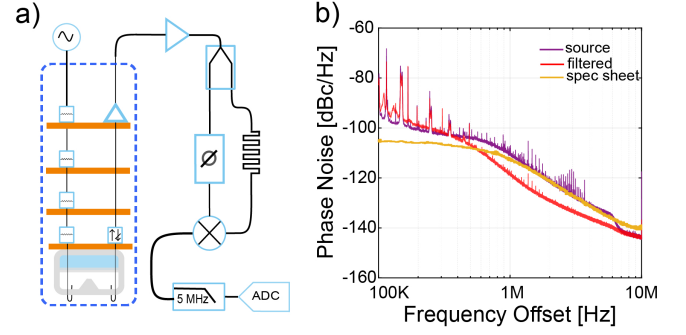 a)
5 MHz
ADC
b)
Phase Noise [dBc/Hz]
-60
-80
-100
-120
-140
-160
source
filtered
spec sheet
100K
1M
10M
Frequency Offset [Hz]